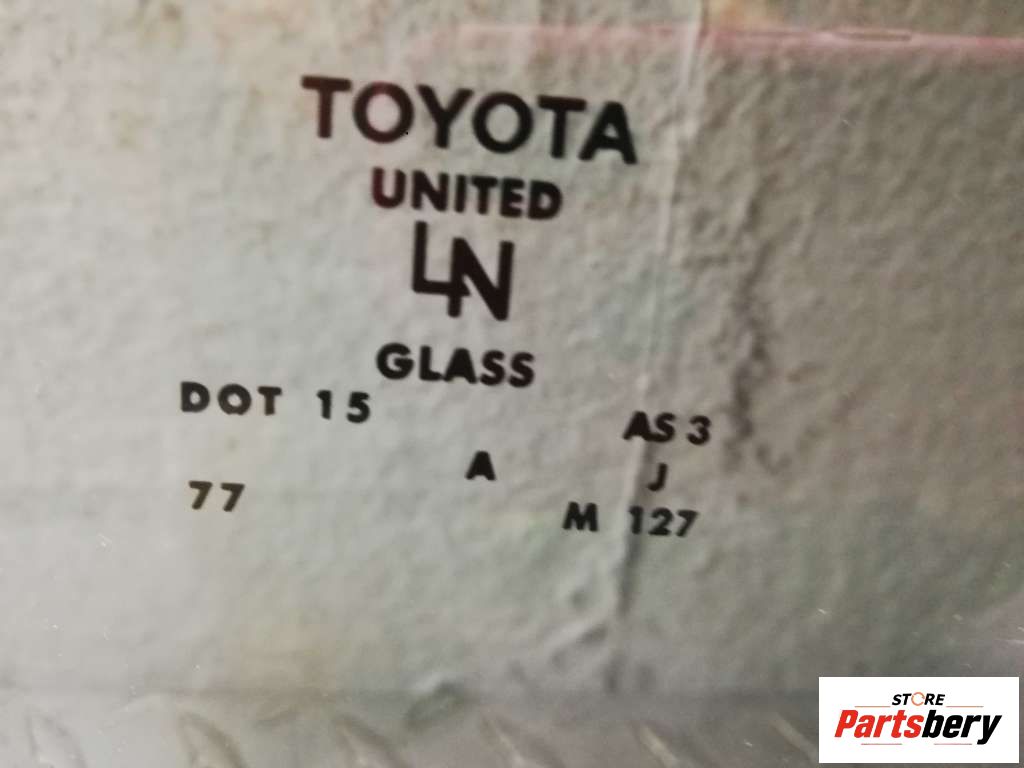 TOYOTA
UNITED
LN
GLASS
DOT 15
AS 3
A
J
77
M 127
STORE
Partsbery